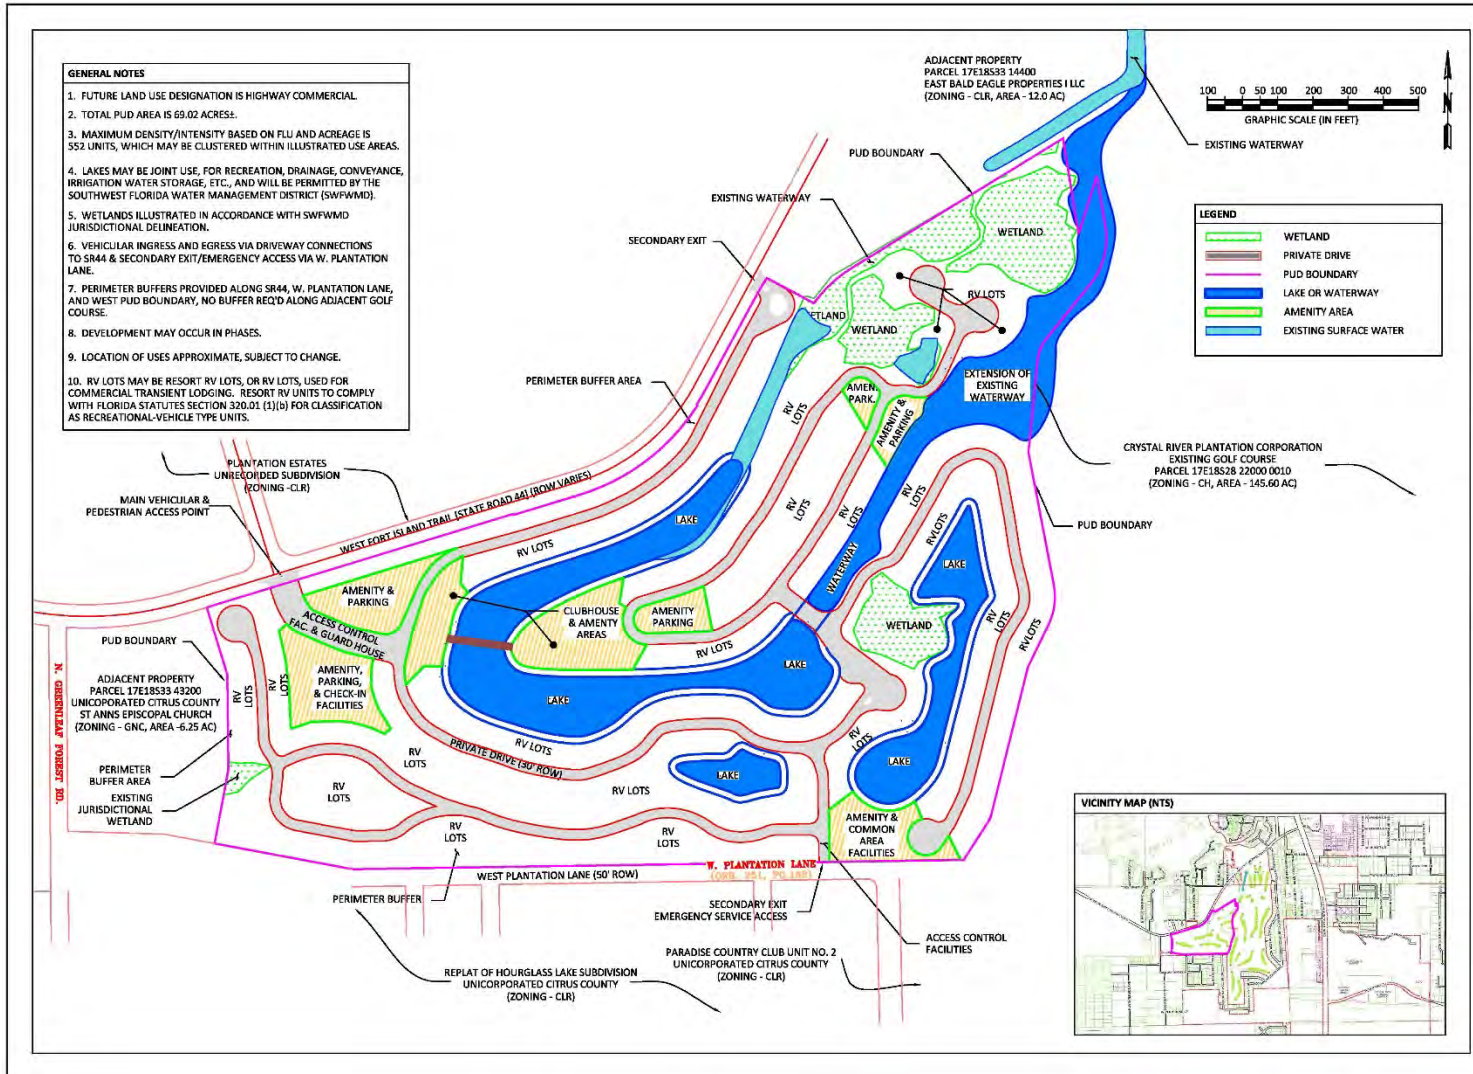 GENERAL NOTES
1. FUTURE LAND USE DESIGNATION IS HIGHWAY COMMERCIAL.
2. TOTAL PUD AREA IS 69.02 ACRES±.
3. MAXIMUM DENSITY/INTENSITY BASED ON FLU AND ACREAGE IS
552 UNITS, WHICH MAY BE CLUSTERED WITHIN ILLUSTRATED USE AREAS.
4. LAKES MAY BE JOINT USE, FOR RECREATION, DRAINAGE, CONVEYANCE,
IRRIGATION WATER STORAGE, ETC., AND WILL BE PERMITTED BY THE
SOUTHWEST FLORIDA WATER MANAGEMENT DISTRICT (SWFWMD).
5. WETLANDS ILLUSTRATED IN ACCORDANCE WITH SWFWMD
JURISDICTIONAL DELINEATION.
6. VEHICULAR INGRESS AND EGRESS VIA DRIVEWAY CONNECTIONS
TO SR44 & SECONDARY EXIT/EMERGENCY ACCESS VIA W. PLANTATION
LANE.
7. PERIMETER BUFFERS PROVIDED ALONG SR44, W. PLANTATION LANE,
AND WEST PUD BOUNDARY, NO BUFFER REQ'D ALONG ADJACENT GOLF
COURSE.
8. DEVELOPMENT MAY OCCUR IN PHASES.
9. LOCATION OF USES APPROXIMATE, SUBJECT TO CHANGE.
10. RV LOTS MAY BE RESORT RV LOTS, OR RV LOTS, USED FOR
COMMERCIAL TRANSIENT LODGING. RESORT RV UNITS TO COMPLY
WITH FLORIDA STATUTES SECTION 320.01 (1)(b) FOR CLASSIFICATION
AS RECREATIONAL-VEHICLE TYPE UNITS.
ADJACENT PROPERTY
PARCEL 17E18S33 14400
EAST BALD EAGLE PROPERTIES I LLC
(ZONING - CLR, AREA - 12.0 AC)
100 0 50 100 200 300 400 500
GRAPHIC SCALE (IN FEET)
N
EXISTING WATERWAY
PUD BOUNDARY
EXISTING WATERWAY
SECONDARY EXIT
LEGEND
WETLAND
PRIVATE DRIVE
PUD BOUNDARY
LAKE OR WATERWAY
AMENITY AREA
EXISTING SURFACE WATER
WETLAND
RV LOTS
ETLAND
WETLAND
EXTENSION OF
EXISTING
WATERWAY
PERIMETER BUFFER AREA
AMEN.
PARK.
AMENITY &
PARKING
RV
LOTS
CRYSTAL RIVER PLANTATION CORPORATION
EXISTING GOLF COURSE
PARCEL 17E18S28 22000 0010
(ZONING - CH, AREA - 145.60 AC)
PUD BOUNDARY
PLANTATION ESTATES
UNRECORDED SUBDIVISION
(ZONING -CLR)
MAIN VEHICULAR &
PEDESTRIAN ACCESS POINT
WEST FORT ISLAND TRAIL [STATE ROAD 44] (ROW VARIES)
RV LOTS
LAKE
RV
LOTS
RV
LOTS
RV
LOTS
RVLOTS
LAKE
WATERWAY
AMENITY &
PARKING
CLUBHOUSE
& AMENTY
AREAS
AMENITY
PARKING
WETLAND
RV
LOTS
RVLOTS
ACCESS CONTROL
FAC. & GUARD HOUSE
RV LOTS
LAKE
LAKE
PUD BOUNDARY
AMENITY,
PARKING,
& CHECK-IN
FACILITIES
RV
LOTS
RV
LOTS
ADJACENT PROPERTY
PARCEL 17E18S33 43200
UNICOPORATED CITRUS COUNTY
ST ANNS EPISCOPAL CHURCH
(ZONING - GNC, AREA -6.25 AC)
N. GREENLEAF FOREST RD.
RV LOTS
PRIVATE DRIVE (30' ROW)
RV
LOTS
RV
LOTS
LAKE
LAKE
PERIMETER
BUFFER AREA
EXISTING
JURISDICTIONAL
WETLAND
RV
LOTS
RV LOTS
RV
LOTS
RV
LOTS
AMENITY &
COMMON
AREA
FACILITIES
W. PLANTATION LANE
WEST PLANTATION LANE (50' ROW)
PERIMETER BUFFER
SECONDARY EXIT
EMERGENCY SERVICE ACCESS
ACCESS CONTROL
FACILITIES
REPLAT OF HOURGLASS LAKE SUBDIVISION
UNICORPORATED CITRUS COUNTY
(ZONING - CLR)
PARADISE COUNTRY CLUB UNIT NO. 2
UNICORPORATED CITRUS COUNTY
(ZONING - CLR)
VICINITY MAP (NTS)